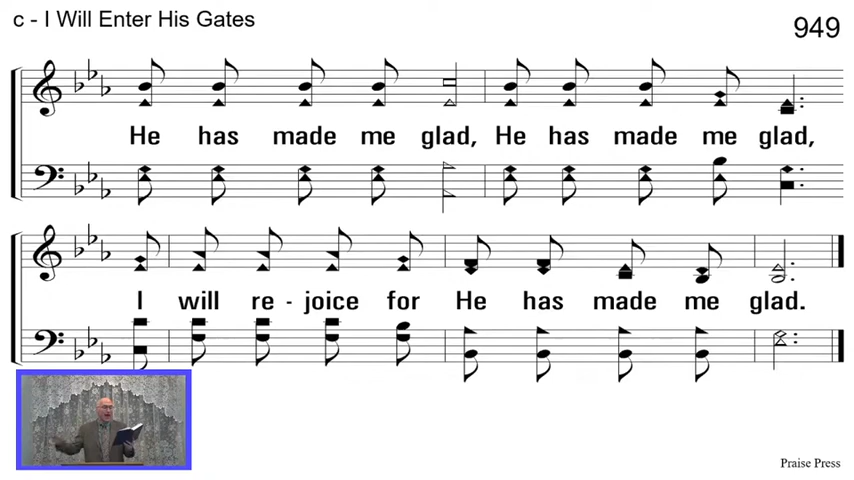 c - I Will Enter His Gates
949
He has made me glad, He has made me glad,
I will re - joice for He has made me glad.
Praise Press